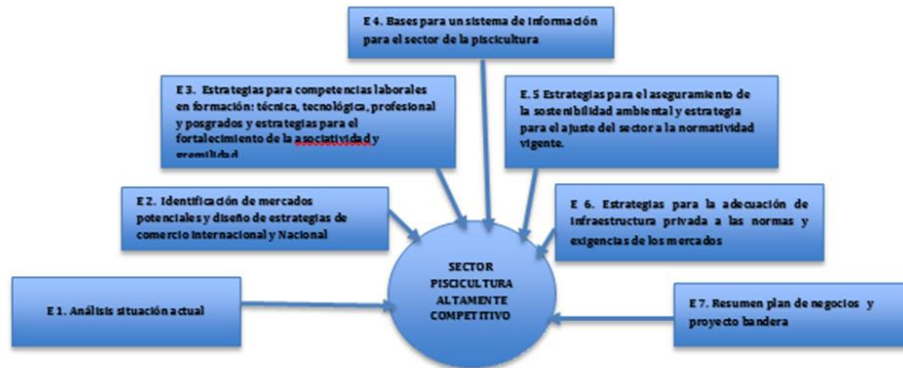 E 4. Bases para un sistema de información
para el sector de la piscicultura
E 3. Estrategias para competencias laborales
en formación: técnica, tecnológica, profesional
y posgrados y estrategias para el
fortalecimiento de la asociatividad y
gremilidad
E. 5 Estrategias para el aseguramiento de
la sostenibilidad ambiental y estrategia
para el ajuste del sector a la normatividad
vigente.
E 2. Identificación de mercados
potenciales y diseño de estrategias de
comercio internacional y Nacional
E 6. Estrategias para la adecuación de
infraestructura privada a las normas y
exigencias de los mercados
SECTOR
PISCICULTURA
ALTAMENTE
COMPETITIVO
E 1. Análisis situación actual
E 7. Resumen plan de negocios y
proyecto bandera